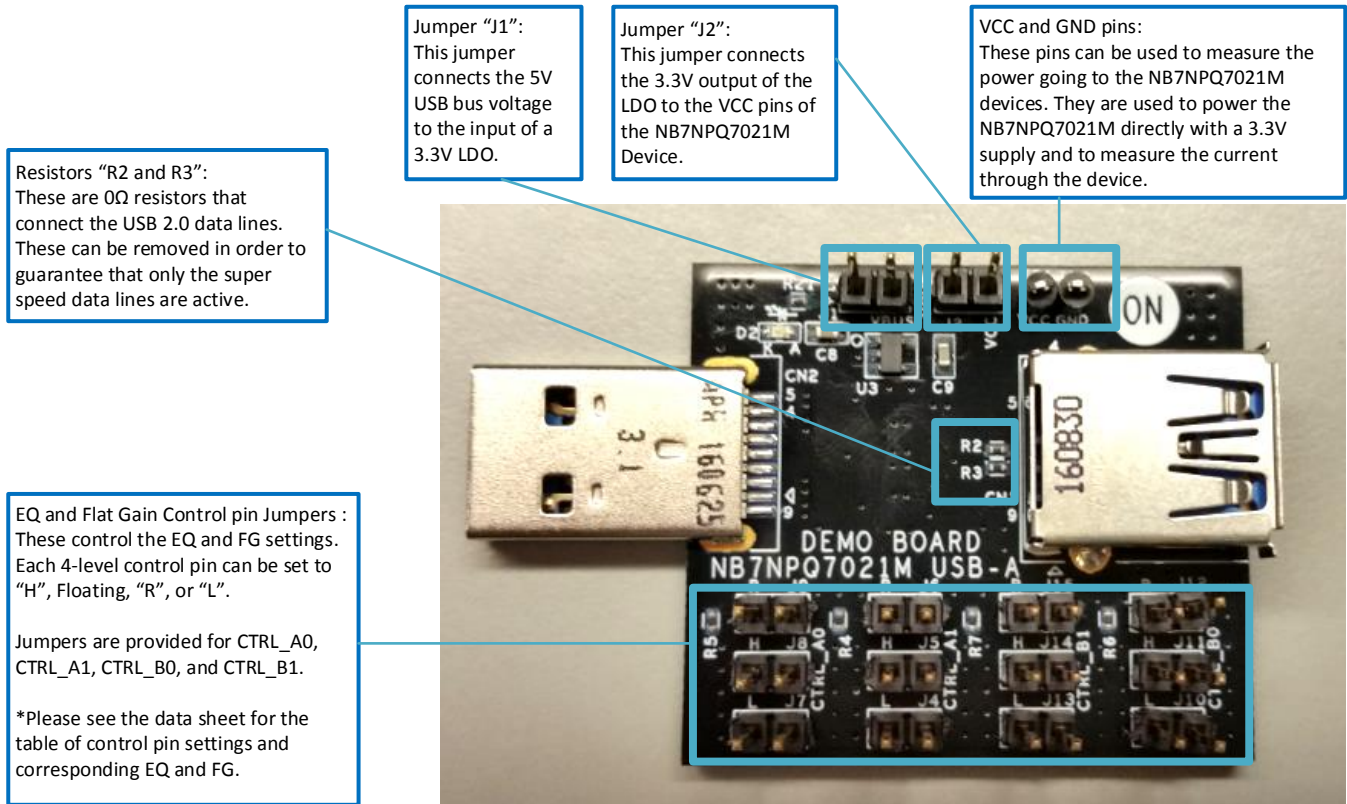 Jumper “J1”:
This jumper
connects the 5V
USB bus voltage
to the input of a
3.3V LDO.
Jumper “J2”:
This jumper connects
the 3.3V output of the
LDO to the VCC pins of
the NB7NPQ7021M
Device.
VCC and GND pins:
These pins can be used to measure the
power going to the NB7NPQ7021M
devices. They are used to power the
NB7NPQ7021M directly with a 3.3V
supply and to measure the current
through the device.
Resistors “R2 and R3”:
These are 0Ω resistors that
connect the USB 2.0 data lines.
These can be removed in order to
guarantee that only the super
speed data lines are active.
EQ and Flat Gain Control pin Jumpers :
These control the EQ and FG settings.
Each 4-level control pin can be set to
“H”, Floating, “R”, or “L”.
Jumpers are provided for CTRL_A0,
CTRL_A1, CTRL_B0, and CTRL_B1.
*Please see the data sheet for the
table of control pin settings and
corresponding EQ and FG.
VBUS
VCC GND
ON
D2
K A
C8
U3
C9
CN2
5
4
9
3.1
160625
R2
R3
5
9
160830
DEMO BOARD
NB7NPQ7021M USB-A
R5
H J8
L J7
CTRL_A0
R4
H J5
L J4
CTRL_A1
R7
H J14
L J13
CTRL_B1
R6
H J11
L J10
CTRL_B0